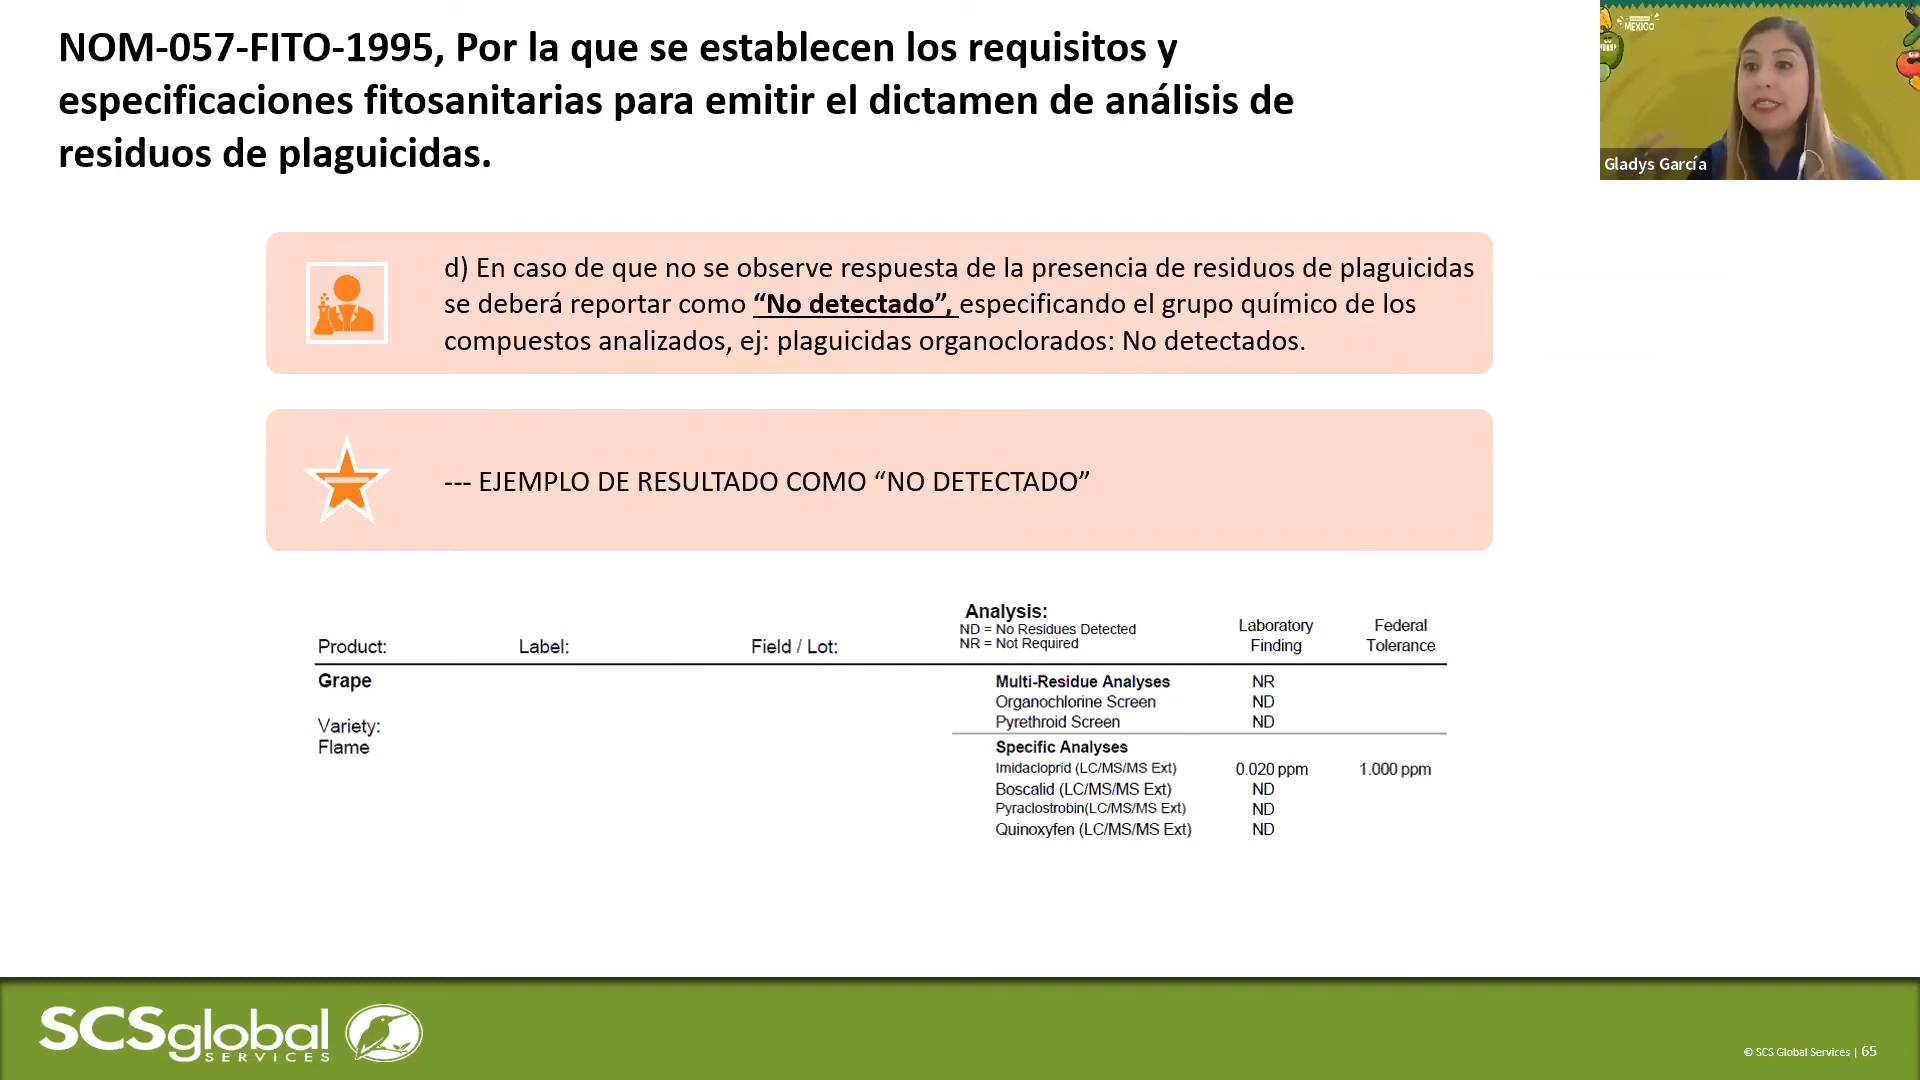 NOM-057-FITO-1995, Por la que se establecen los requisitos y
especificaciones fitosanitarias para emitir el dictamen de análisis de
residuos de plaguicidas.
MÉXICO
Gladys García
d) En caso de que no se observe respuesta de la presencia de residuos de plaguicidas
se deberá reportar como “No detectado”, especificando el grupo químico de los
compuestos analizados, ej: plaguicidas organoclorados: No detectados.
--- EJEMPLO DE RESULTADO COMO “NO DETECTADO”
Analysis:
ND = No Residues Detected
NR = Not Required
Laboratory Finding
Federal Tolerance
Product: Label: Field / Lot:
Grape
Variety:
Flame
Multi-Residue Analyses NR
Organochlorine Screen ND
Pyrethroid Screen ND
Specific Analyses
Imidacloprid (LC/MS/MS Ext) 0.020 ppm 1.000 ppm
Boscalid (LC/MS/MS Ext) ND
Pyraclostrobin(LC/MS/MS Ext) ND
Quinoxyfen (LC/MS/MS Ext) ND
SCSglobal
SERVICES
© SCS Global Services | 65